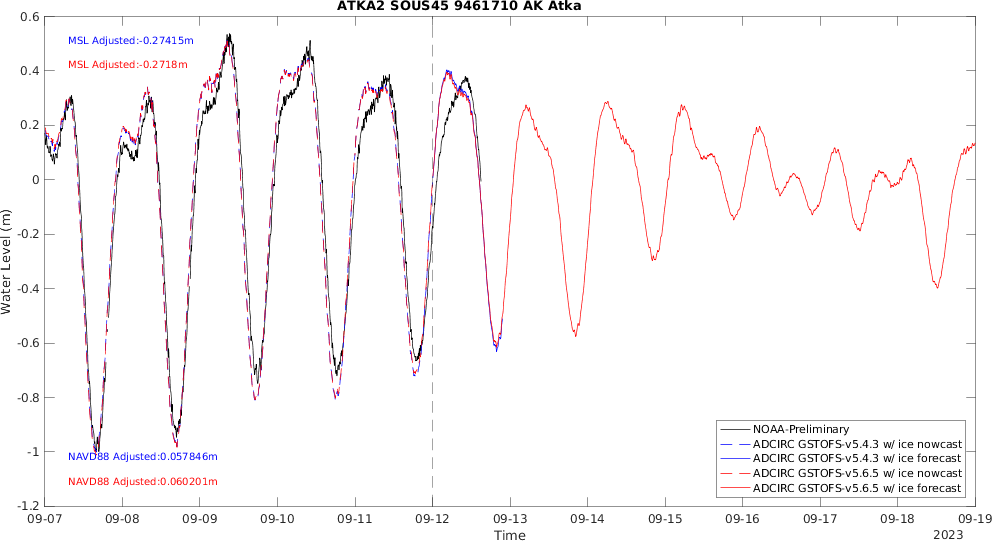 ATKA2 SOUS45 9461710 AK Atka
0.6
0.4
0.2
0
-0.2
-0.4
-0.6
-0.8
-1
-1.2
Water Level (m)
MSL Adjusted:-0.27415m
MSL Adjusted:-0.2718m
NAVD88 Adjusted:0.057846m
NAVD88 Adjusted:0.060201m
NOAA-Preliminary
ADCIRC GSTOFS-v5.4.3 w/ ice nowcast
ADCIRC GSTOFS-v5.4.3 w/ ice forecast
ADCIRC GSTOFS-v5.6.5 w/ ice nowcast
ADCIRC GSTOFS-v5.6.5 w/ ice forecast
09-07 09-08 09-09 09-10 09-11 09-12 09-13 09-14 09-15 09-16 09-17 09-18 09-19
Time
2023